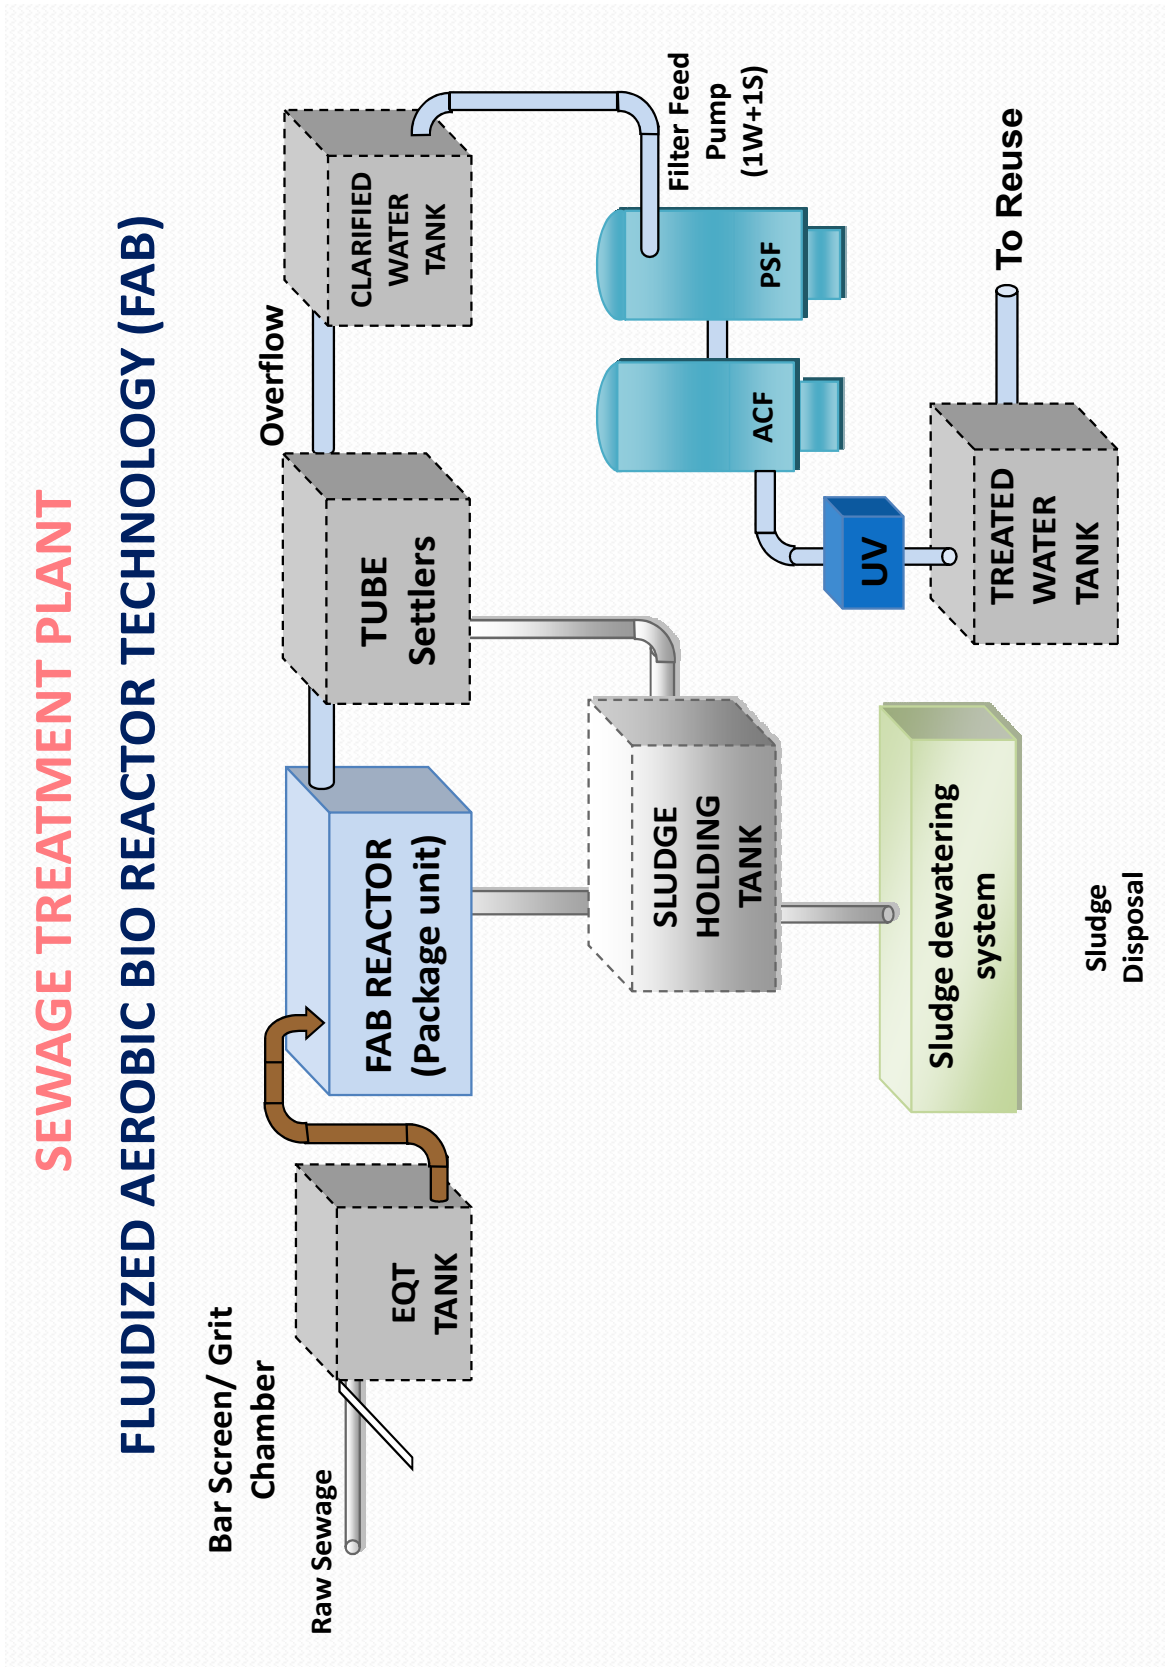 SEWAGE TREATMENT PLANT
FLUIDIZED AEROBIC BIO REACTOR TECHNOLOGY (FAB)
Bar Screen/ Grit
Chamber
Raw Sewage
EQT
TANK
FAB REACTOR
(Package unit)
TUBE
Settlers
Overflow
CLARIFIED
WATER
TANK
Filter Feed
Pump
(1W+1S)
PSF
ACF
UV
TREATED
WATER
TANK
To Reuse
SLUDGE
HOLDING
TANK
Sludge dewatering
system
Sludge
Disposal